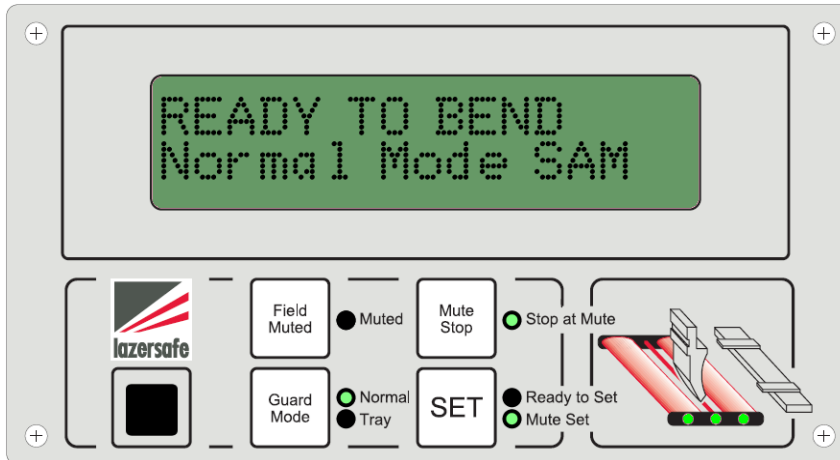 READY TO BEND
Normal Mode SAM
lazersafe
Field
Muted
Muted
Mute
Stop
Stop at Mute
Guard
Mode
Normal
Tray
SET
Ready to Set
Mute Set